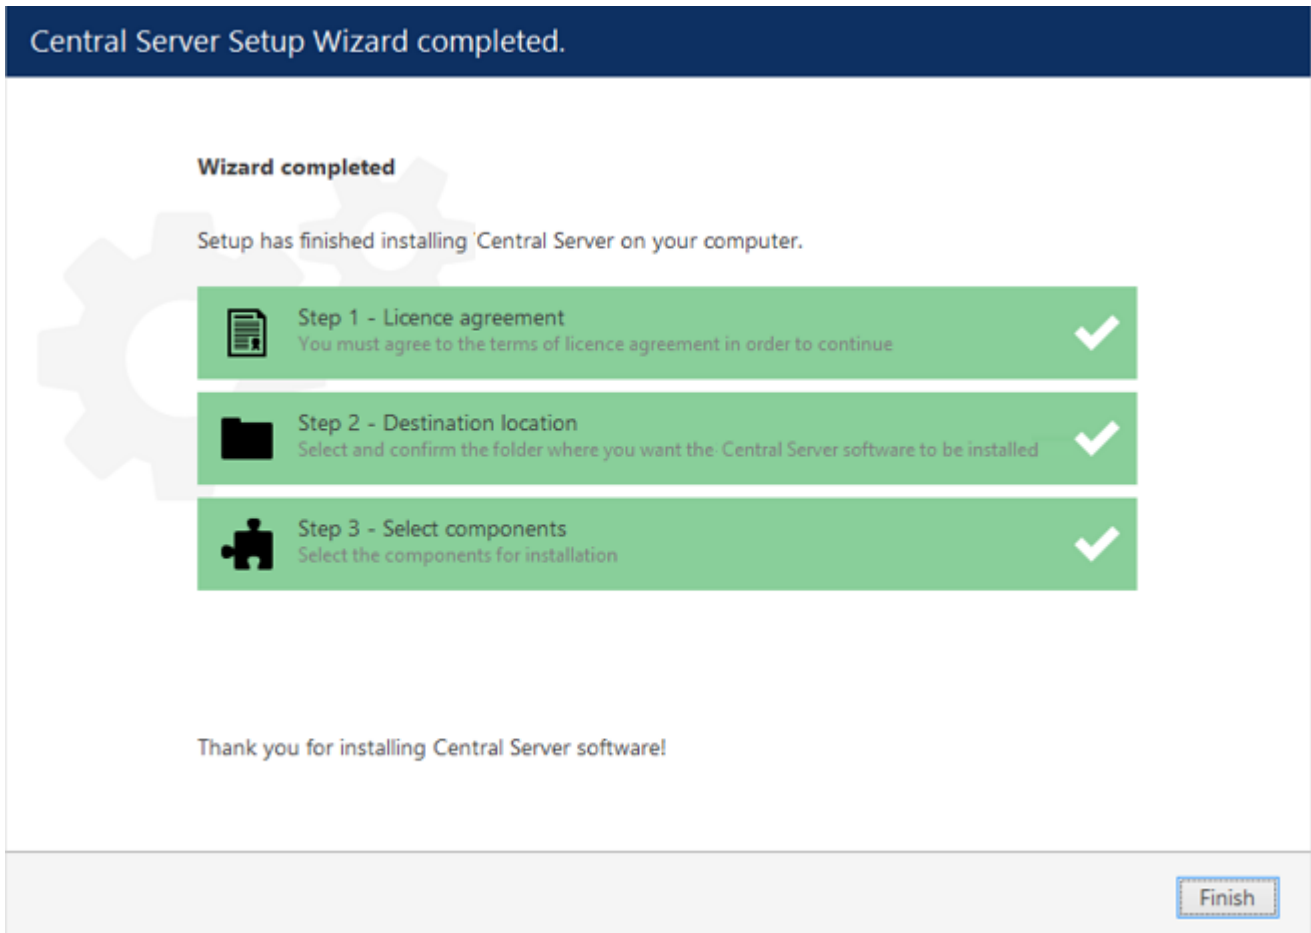 Central Server Setup Wizard completed.
Wizard completed
Setup has finished installing Central Server on your computer.
Step 1 - Licence agreement
You must agree to the terms of licence agreement in order to continue
Step 2 - Destination location
Select and confirm the folder where you want the Central Server software to be installed
Step 3 - Select components
Select the components for installation
Thank you for installing Central Server software!
Finish